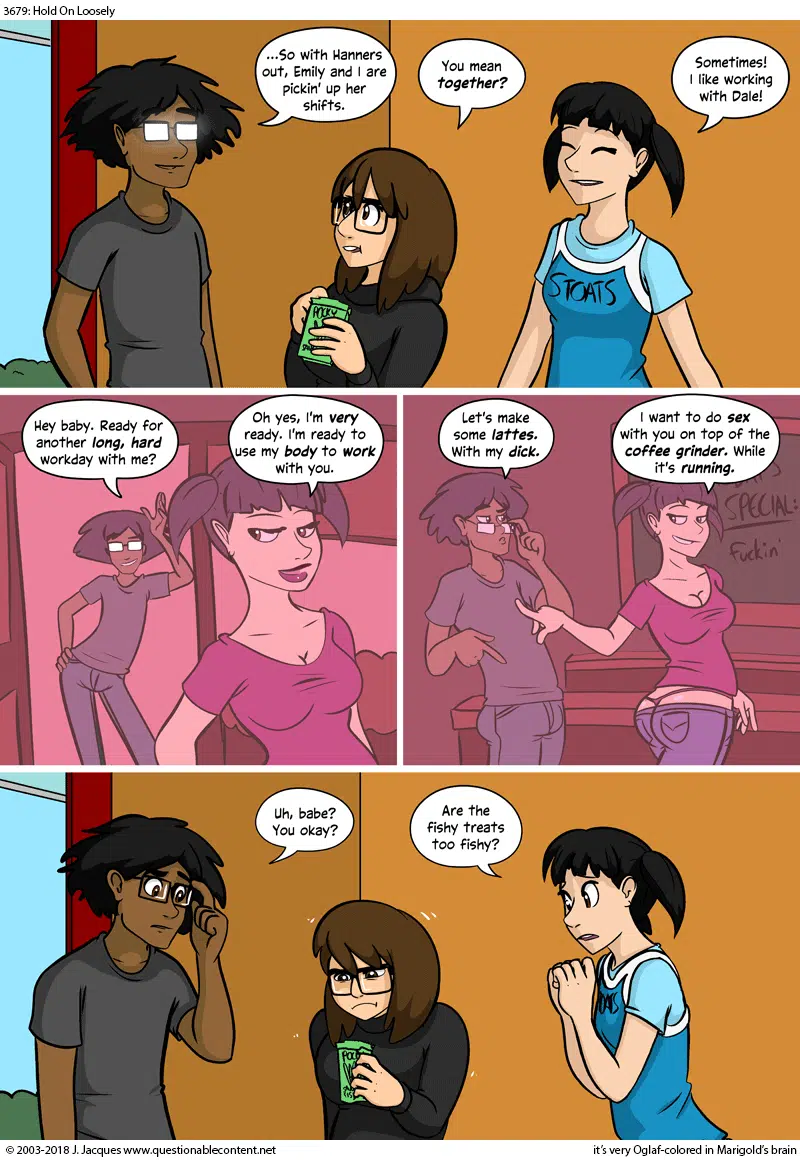 3679: Hold On Loosely
...So with Hanners
out, Emily and I are
pickin' up her
shifts.
You mean
together?
Sometimes!
I like working
with Dale!
STOATS
POCKY
Hey baby. Ready for
another long, hard
workday with me?
Oh yes, I'm very
ready. I'm ready to
use my body to work
with you.
Let's make
some lattes.
With my dick.
I want to do sex
with you on top of the
coffee grinder. While
it's running.
SPECIAL:
Fuckin'
Uh, babe?
You okay?
Are the
fishy treats
too fishy?
© 2003-2018 J. Jacques www.questionablecontent.net
it's very Oglaf-colored in Marigold's brain